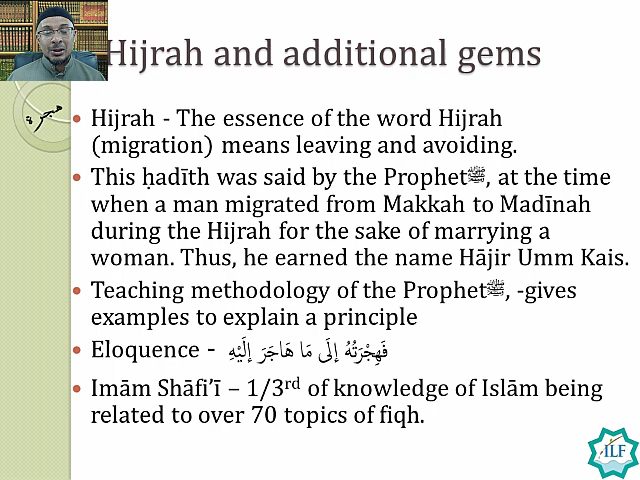 Hijrah and additional gems
هجرة
Hijrah - The essence of the word Hijrah
(migration) means leaving and avoiding.
This ḥadīth was said by the Prophetﷺ, at the time
when a man migrated from Makkah to Madīnah
during the Hijrah for the sake of marrying a
woman. Thus, he earned the name Hājir Umm Kais.
Teaching methodology of the Prophetﷺ, -gives
examples to explain a principle
Eloquence - فَهِجْرَتُهُ إِلَى مَا هَاجَرَ إِلَيْهِ
Imām Shāfi’ī – 1/3rd of knowledge of Islām being
related to over 70 topics of fiqh.
ILF